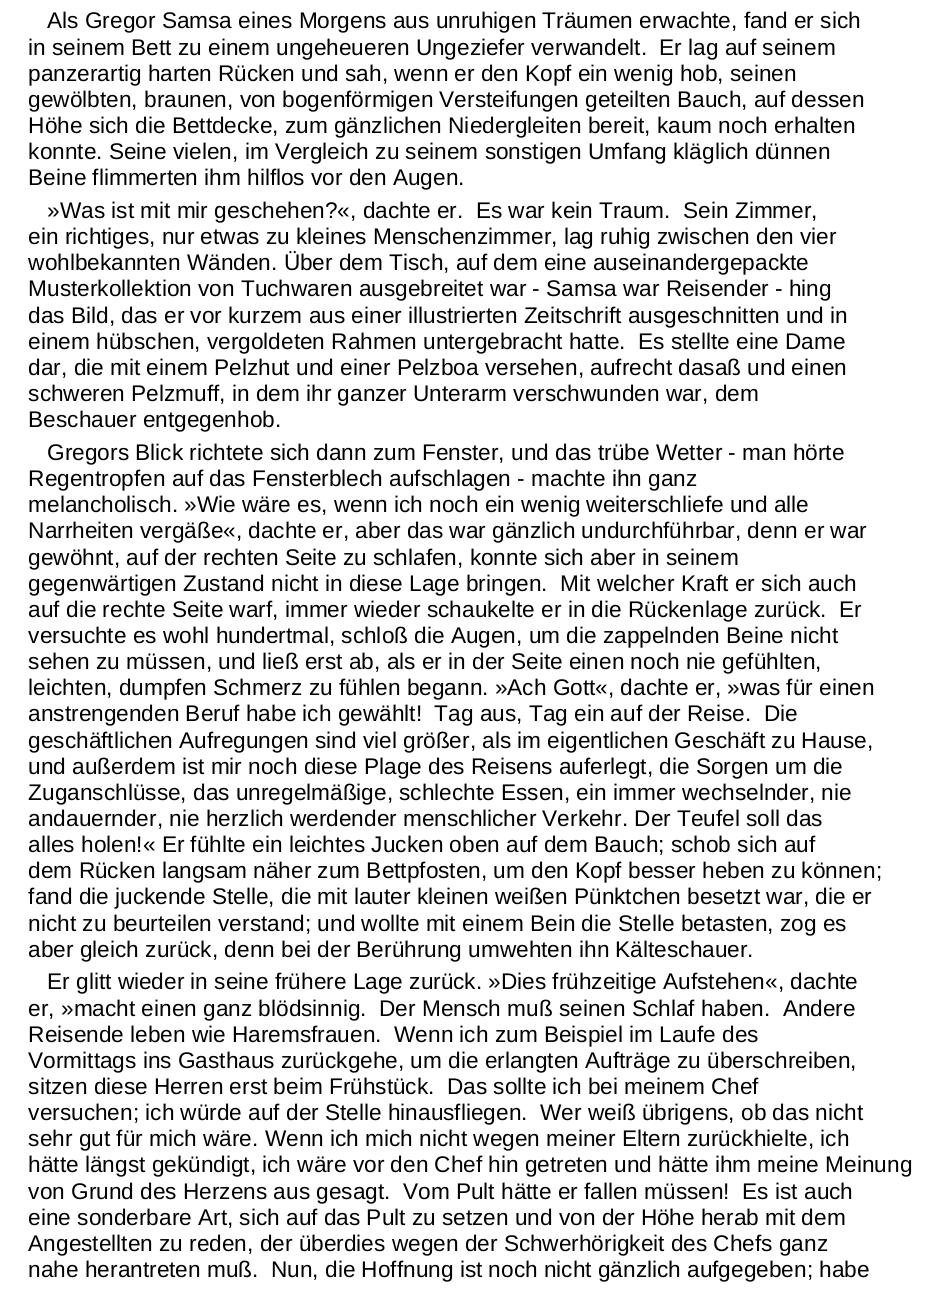 Als Gregor Samsa eines Morgens aus unruhigen Träumen erwachte, fand er sich
in seinem Bett zu einem ungeheueren Ungeziefer verwandelt.  Er lag auf seinem
panzerartig harten Rücken und sah, wenn er den Kopf ein wenig hob, seinen
gewölbten, braunen, von bogenförmigen Versteifungen geteilten Bauch, auf dessen
Höhe sich die Bettdecke, zum gänzlichen Niedergleiten bereit, kaum noch erhalten
konnte. Seine vielen, im Vergleich zu seinem sonstigen Umfang kläglich dünnen
Beine flimmerten ihm hilflos vor den Augen.
»Was ist mit mir geschehen?«, dachte er.  Es war kein Traum.  Sein Zimmer,
ein richtiges, nur etwas zu kleines Menschenzimmer, lag ruhig zwischen den vier
wohlbekannten Wänden. Über dem Tisch, auf dem eine auseinandergepackte
Musterkollektion von Tuchwaren ausgebreitet war - Samsa war Reisender - hing
das Bild, das er vor kurzem aus einer illustrierten Zeitschrift ausgeschnitten und in
einem hübschen, vergoldeten Rahmen untergebracht hatte.  Es stellte eine Dame
dar, die mit einem Pelzhut und einer Pelzboa versehen, aufrecht dasaß und einen
schweren Pelzmuff, in dem ihr ganzer Unterarm verschwunden war, dem
Beschauer entgegenhob.
Gregors Blick richtete sich dann zum Fenster, und das trübe Wetter - man hörte
Regentropfen auf das Fensterblech aufschlagen - machte ihn ganz
melancholisch. »Wie wäre es, wenn ich noch ein wenig weiterschliefe und alle
Narrheiten vergäße«, dachte er, aber das war gänzlich undurchführbar, denn er war
gewöhnt, auf der rechten Seite zu schlafen, konnte sich aber in seinem
gegenwärtigen Zustand nicht in diese Lage bringen.  Mit welcher Kraft er sich auch
auf die rechte Seite warf, immer wieder schaukelte er in die Rückenlage zurück.  Er
versuchte es wohl hundertmal, schloß die Augen, um die zappelnden Beine nicht
sehen zu müssen, und ließ erst ab, als er in der Seite einen noch nie gefühlten,
leichten, dumpfen Schmerz zu fühlen begann. »Ach Gott«, dachte er, »was für einen
anstrengenden Beruf habe ich gewählt!  Tag aus, Tag ein auf der Reise.  Die
geschäftlichen Aufregungen sind viel größer, als im eigentlichen Geschäft zu Hause,
und außerdem ist mir noch diese Plage des Reisens auferlegt, die Sorgen um die
Zuganschlüsse, das unregelmäßige, schlechte Essen, ein immer wechselnder, nie
andauernder, nie herzlich werdender menschlicher Verkehr. Der Teufel soll das
alles holen!« Er fühlte ein leichtes Jucken oben auf dem Bauch; schob sich auf
dem Rücken langsam näher zum Bettpfosten, um den Kopf besser heben zu können;
fand die juckende Stelle, die mit lauter kleinen weißen Pünktchen besetzt war, die er
nicht zu beurteilen verstand; und wollte mit einem Bein die Stelle betasten, zog es
aber gleich zurück, denn bei der Berührung umwehten ihn Kälteschauer.
Er glitt wieder in seine frühere Lage zurück. »Dies frühzeitige Aufstehen«, dachte
er, »macht einen ganz blödsinnig.  Der Mensch muß seinen Schlaf haben.  Andere
Reisende leben wie Haremsfrauen.  Wenn ich zum Beispiel im Laufe des
Vormittags ins Gasthaus zurückgehe, um die erlangten Aufträge zu überschreiben,
sitzen diese Herren erst beim Frühstück.  Das sollte ich bei meinem Chef
versuchen; ich würde auf der Stelle hinausfliegen.  Wer weiß übrigens, ob das nicht
sehr gut für mich wäre. Wenn ich mich nicht wegen meiner Eltern zurückhielte, ich
hätte längst gekündigt, ich wäre vor den Chef hin getreten und hätte ihm meine Meinung
von Grund des Herzens aus gesagt.  Vom Pult hätte er fallen müssen!  Es ist auch
eine sonderbare Art, sich auf das Pult zu setzen und von der Höhe herab mit dem
Angestellten zu reden, der überdies wegen der Schwerhörigkeit des Chefs ganz
nahe herantreten muß.  Nun, die Hoffnung ist noch nicht gänzlich aufgegeben; habe